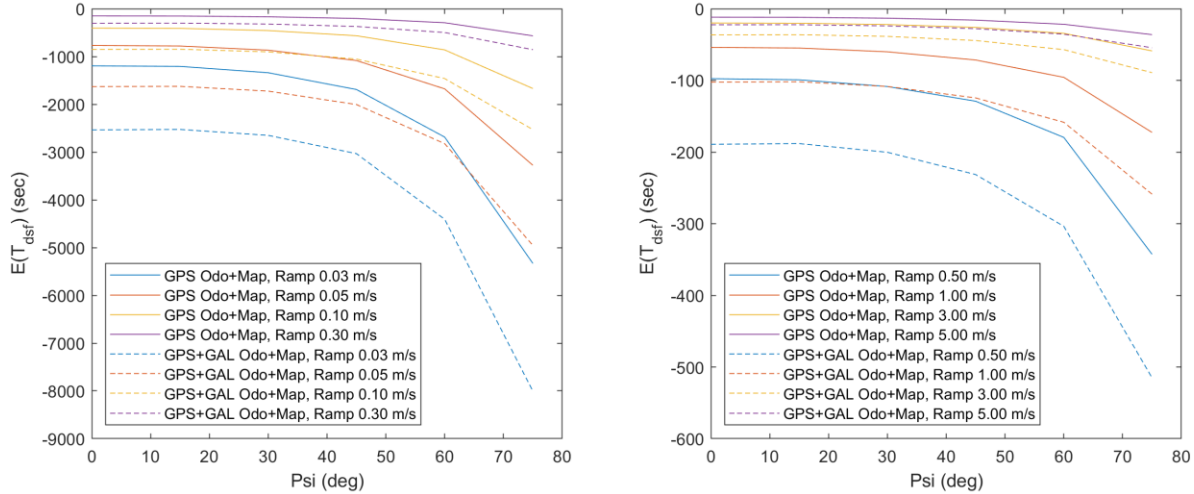 0
-1000
-2000
-3000
-4000
-5000
-6000
-7000
-8000
-9000
E(T_dsf) (sec)
GPS Odo+Map, Ramp 0.03 m/s
GPS Odo+Map, Ramp 0.05 m/s
GPS Odo+Map, Ramp 0.10 m/s
GPS Odo+Map, Ramp 0.30 m/s
GPS+GAL Odo+Map, Ramp 0.03 m/s
GPS+GAL Odo+Map, Ramp 0.05 m/s
GPS+GAL Odo+Map, Ramp 0.10 m/s
GPS+GAL Odo+Map, Ramp 0.30 m/s
0 10 20 30 40 50 60 70 80
Psi (deg)
0
-100
-200
-300
-400
-500
-600
E(T_dsf) (sec)
GPS Odo+Map, Ramp 0.50 m/s
GPS Odo+Map, Ramp 1.00 m/s
GPS Odo+Map, Ramp 3.00 m/s
GPS Odo+Map, Ramp 5.00 m/s
GPS+GAL Odo+Map, Ramp 0.50 m/s
GPS+GAL Odo+Map, Ramp 1.00 m/s
GPS+GAL Odo+Map, Ramp 3.00 m/s
GPS+GAL Odo+Map, Ramp 5.00 m/s
0 10 20 30 40 50 60 70 80
Psi (deg)